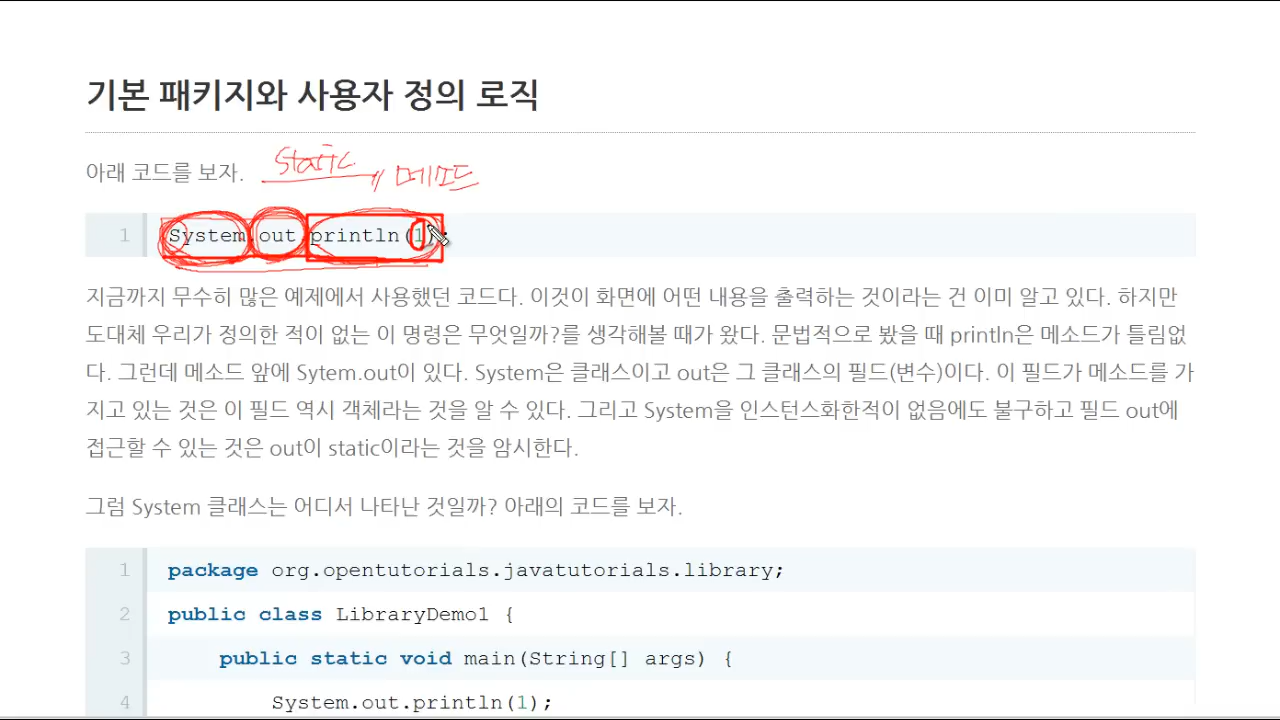 기본 패키지와 사용자 정의 로직
아래 코드를 보자. static 메소드
1 System.out.println(1);
지금까지 무수히 많은 예제에서 사용했던 코드다. 이것이 화면에 어떤 내용을 출력하는 것이라는 건 이미 알고 있다. 하지만
도대체 우리가 정의한 적이 없는 이 명령은 무엇일까?를 생각해볼 때가 왔다. 문법적으로 봤을 때 println은 메소드가 틀림없
다. 그런데 메소드 앞에 Sytem.out이 있다. System은 클래스이고 out은 그 클래스의 필드(변수)이다. 이 필드가 메소드를 가
지고 있는 것은 이 필드 역시 객체라는 것을 알 수 있다. 그리고 System을 인스턴스화한적이 없음에도 불구하고 필드 out에
접근할 수 있는 것은 out이 static이라는 것을 암시한다.
그럼 System 클래스는 어디서 나타난 것일까? 아래의 코드를 보자.
1 package org.opentutorials.javatutorials.library;
2 public class LibraryDemo1 {
3 public static void main(String[] args) {
4 System.out.println(1);